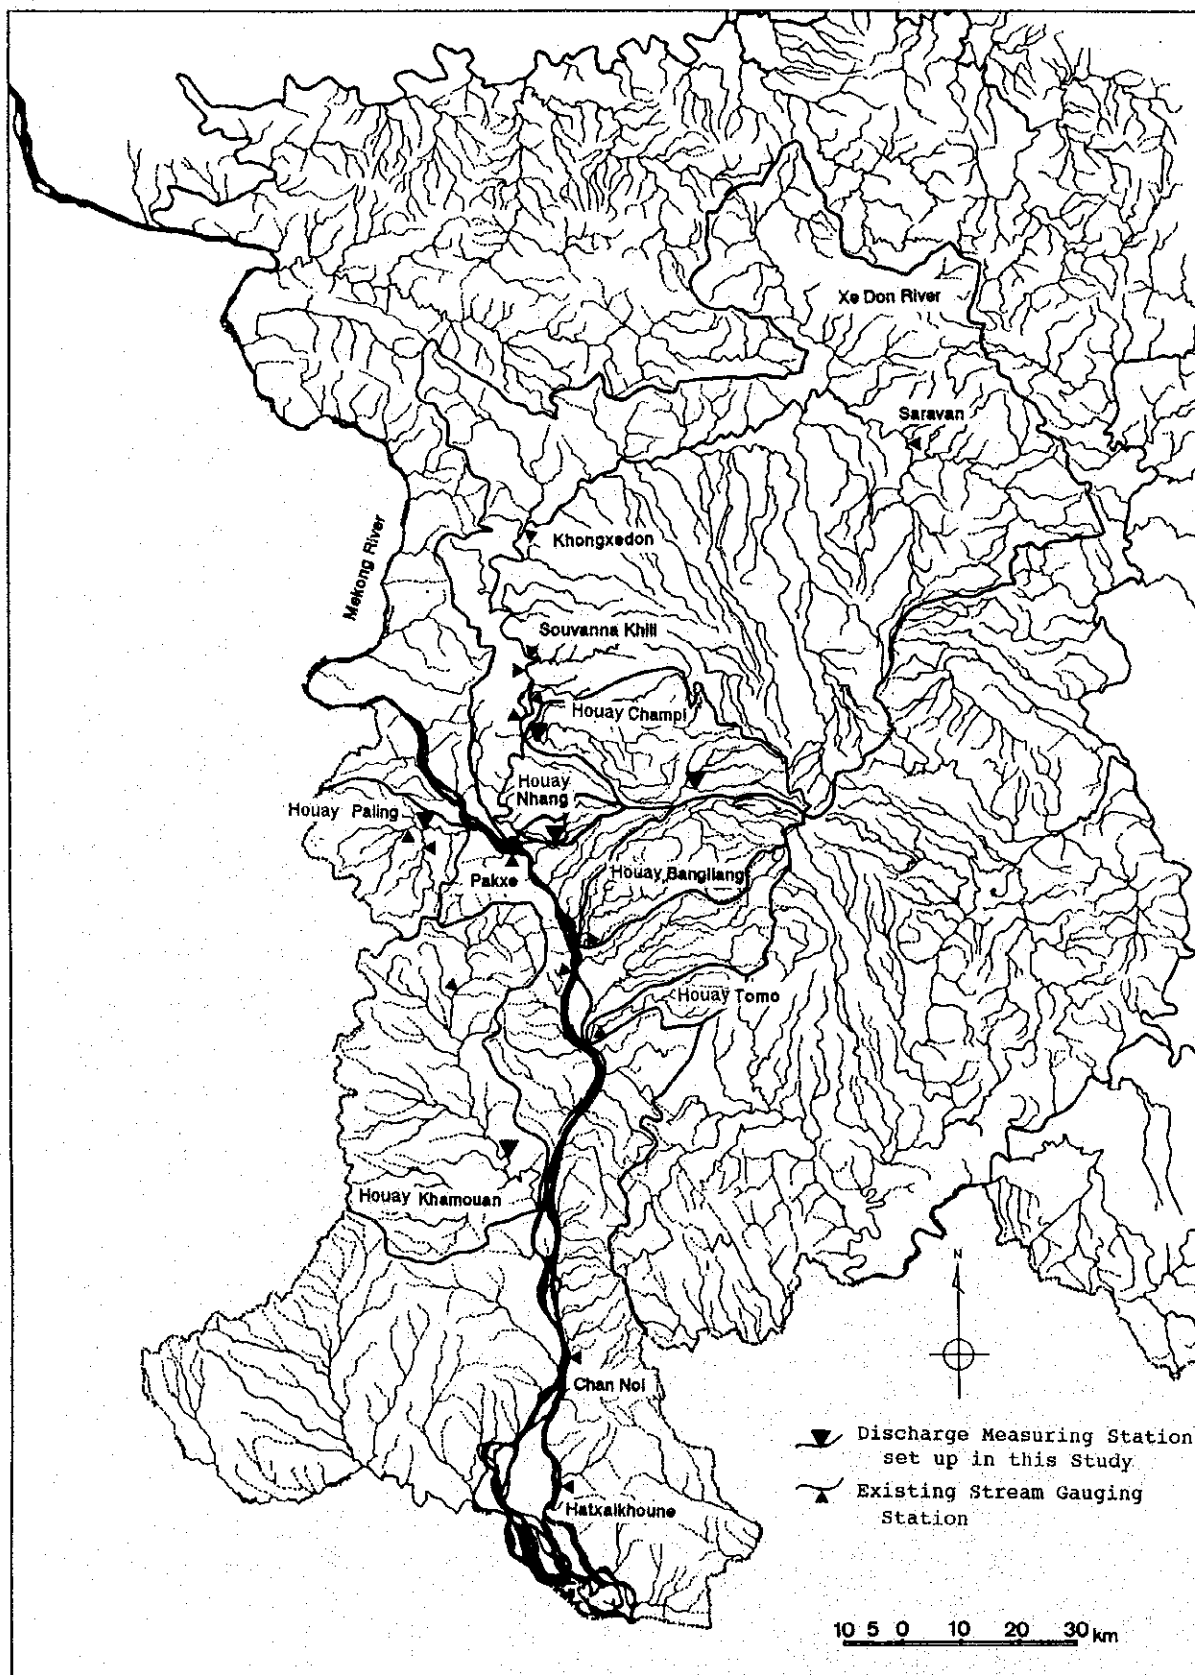 Xe Don River
Saravan
Mekong River
Khongxedon
Souvanna Khili
Houay Champi
Houay
Nhang
Houay Paling
Pakxe
Houay Bangliang
Houay Tomo
Houay Khamouan
N
Chan Noi
Discharge Measuring Station
set up in this Study
Existing Stream Gauging
Station
Hatxaikhoune
10 5 0 10 20 30 km